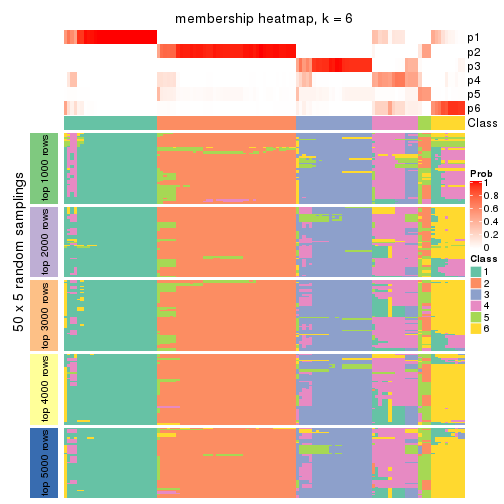 membership heatmap, k = 6
p1
p2
p3
p4
p5
p6
Class
50 x 5 random samplings
top 1000 rows
top 2000 rows
top 3000 rows
top 4000 rows
top 5000 rows
Prob
1
0.8
0.6
0.4
0.2
0
Class
1
2
3
4
5
6